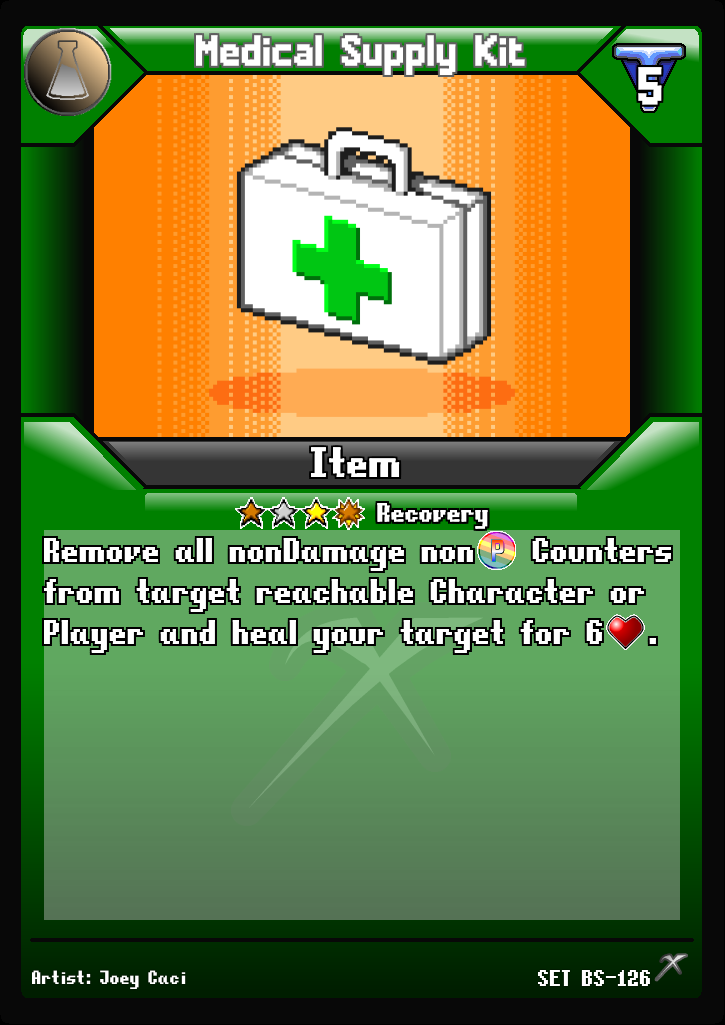 Medical Supply Kit
5
Item
Recovery
Remove all nonDamage non P Counters
from target reachable Character or
Player and heal your target for 6 .
Artist: Joey Caci
SET BS-126